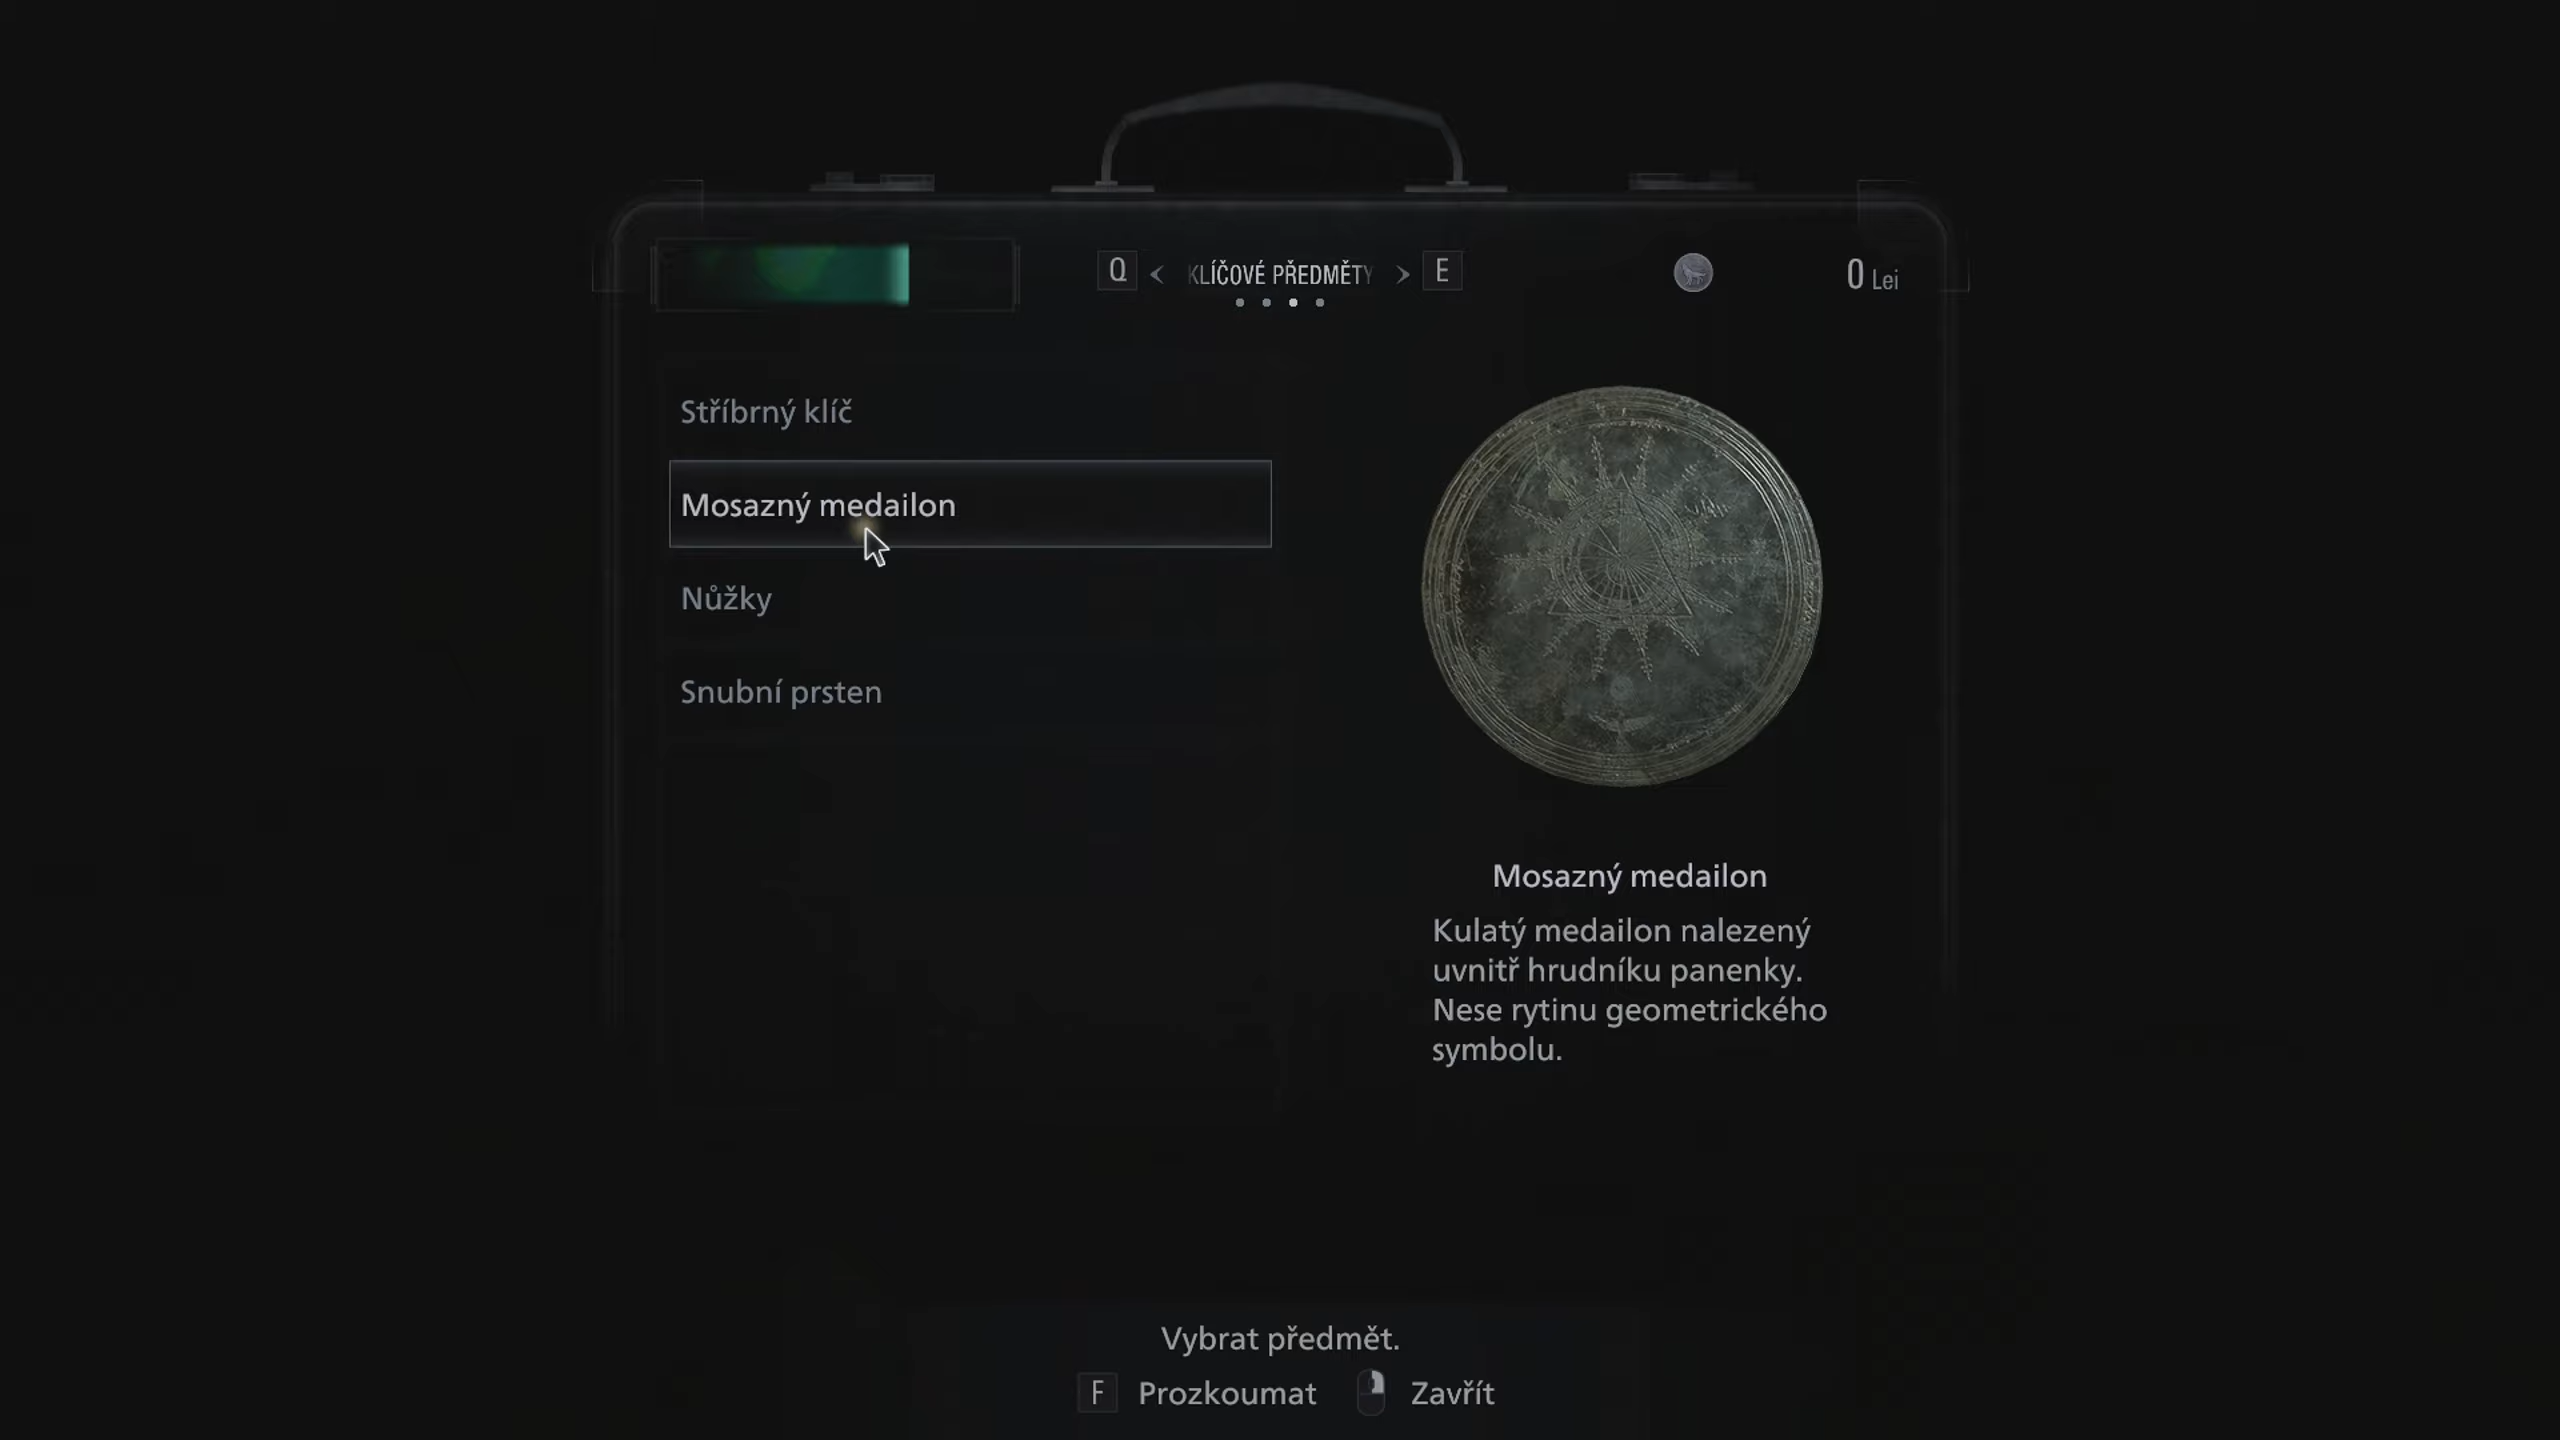 Q < KLÍČOVÉ PŘEDMĚTY > E
0 Lei
Stříbrný klíč
Mosazný medailon
Nůžky
Snubní prsten
Mosazný medailon
Kulatý medailon nalezený
uvnitř hrudníku panenky.
Nese rytinu geometrického
symbolu.
Vybrat předmět.
F Prozkoumat Zavřít